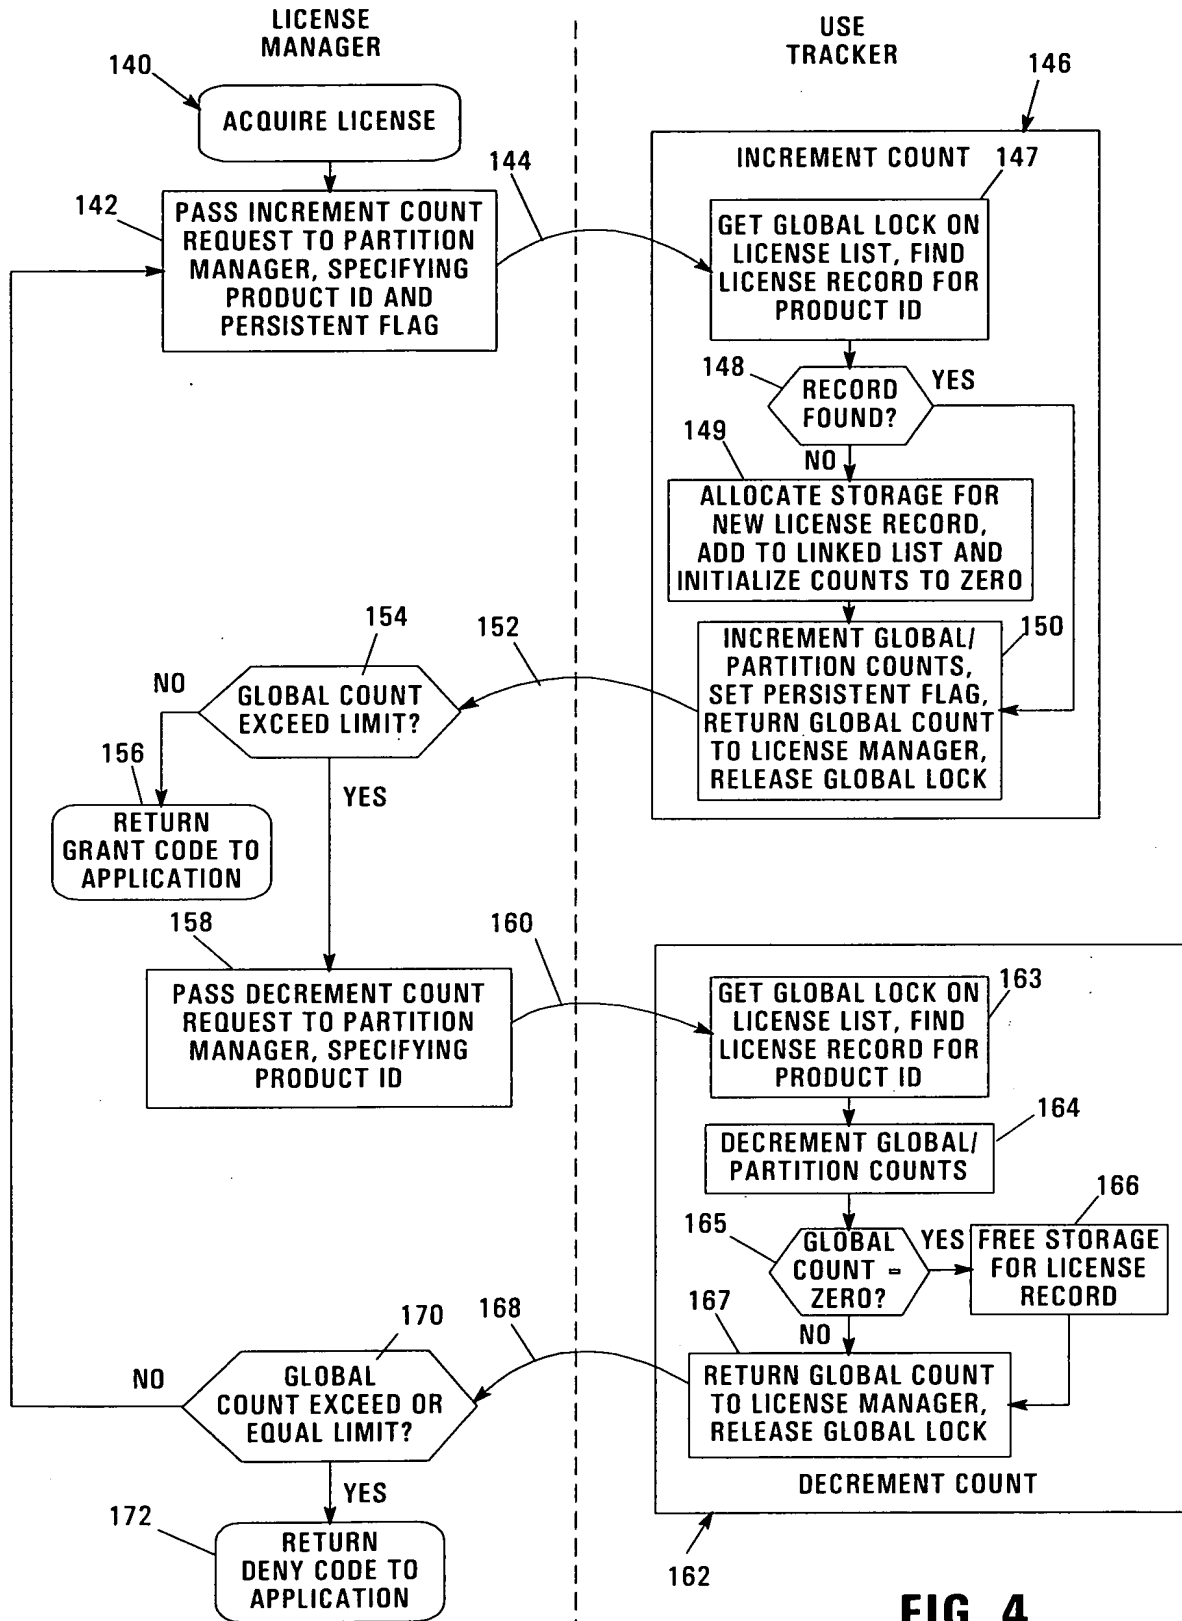 LICENSE
MANAGER
USE
TRACKER
140
146
ACQUIRE LICENSE
INCREMENT COUNT
147
144
142
PASS INCREMENT COUNT
REQUEST TO PARTITION
MANAGER, SPECIFYING
PRODUCT ID AND
PERSISTENT FLAG
GET GLOBAL LOCK ON
LICENSE LIST, FIND
LICENSE RECORD FOR
PRODUCT ID
148
RECORD
FOUND?
YES
149
NO
ALLOCATE STORAGE FOR
NEW LICENSE RECORD,
ADD TO LINKED LIST AND
INITIALIZE COUNTS TO ZERO
154
152
150
INCREMENT GLOBAL/
PARTITION COUNTS,
SET PERSISTENT FLAG,
RETURN GLOBAL COUNT
TO LICENSE MANAGER,
RELEASE GLOBAL LOCK
NO
GLOBAL COUNT
EXCEED LIMIT?
156
YES
RETURN
GRANT CODE TO
APPLICATION
158
160
PASS DECREMENT COUNT
REQUEST TO PARTITION
MANAGER, SPECIFYING
PRODUCT ID
GET GLOBAL LOCK ON
LICENSE LIST, FIND
LICENSE RECORD FOR
PRODUCT ID
163
164
DECREMENT GLOBAL/
PARTITION COUNTS
166
165
GLOBAL
COUNT =
ZERO?
YES
FREE STORAGE
FOR LICENSE
RECORD
167
NO
170
168
RETURN GLOBAL COUNT
TO LICENSE MANAGER,
RELEASE GLOBAL LOCK
NO
GLOBAL
COUNT EXCEED OR
EQUAL LIMIT?
DECREMENT COUNT
YES
172
RETURN
DENY CODE TO
APPLICATION
162
FIG 4